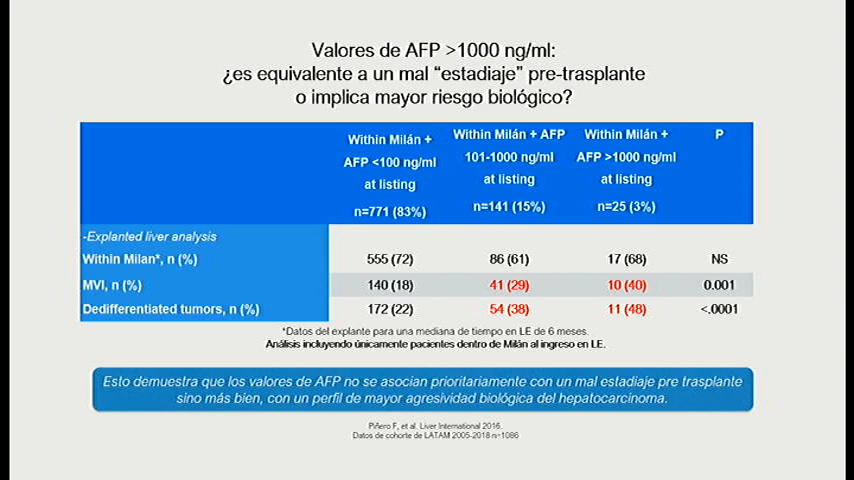 Valores de AFP >1000 ng/ml:
¿es equivalente a un mal “estadiaje” pre-trasplante
o implica mayor riesgo biológico?
Within Milán +
AFP <100 ng/ml
at listing
n=771 (83%)
Within Milán + AFP
101-1000 ng/ml
at listing
n=141 (15%)
Within Milán +
AFP >1000 ng/ml
at listing
n=25 (3%)
P
-Explanted liver analysis
Within Milan*, n (%) 555 (72) 86 (61) 17 (68) NS
MVI, n (%) 140 (18) 41 (29) 10 (40) 0.001
Dedifferentiated tumors, n (%) 172 (22) 54 (38) 11 (48) <.0001
*Datos del explante para una mediana de tiempo en LE de 6 meses.
Análisis incluyendo únicamente pacientes dentro de Milán al ingreso en LE.
Esto demuestra que los valores de AFP no se asocian prioritariamente con un mal estadiaje pre trasplante
sino más bien, con un perfil de mayor agresividad biológica del hepatocarcinoma.
Piñero F, et al. Liver International 2016.
Datos de cohorte de LATAM 2005-2018 n=1086